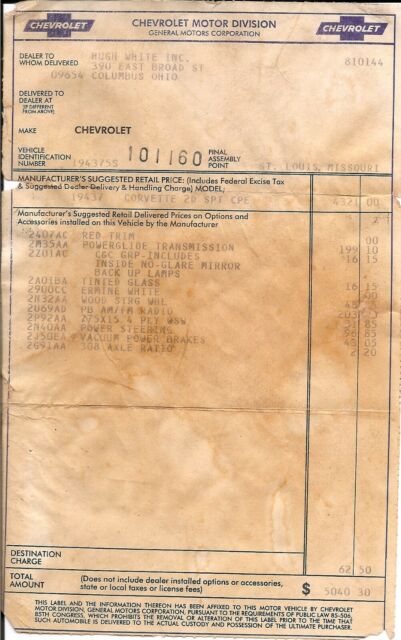 CHEVROLET CHEVROLET MOTOR DIVISION CHEVROLET
GENERAL MOTORS CORPORATION
DEALER TO WHOM DELIVERED HUGH WHITE INC. 810144
390 EAST BROAD ST
09654 COLUMBUS OHIO
DELIVERED TO
DEALER AT
(IF DIFFERENT
FROM ABOVE)
MAKE CHEVROLET
VEHICLE IDENTIFICATION NUMBER 194375S 101160 FINAL ASSEMBLY POINT ST. LOUIS, MISSOURI
MANUFACTURER'S SUGGESTED RETAIL PRICE: (Includes Federal Excise Tax
& Suggested Dealer Delivery & Handling Charge) MODEL:
19437 CORVETTE 2D SPT CPE 4321 00
Manufacturer's Suggested Retail Delivered Prices on Options and
Accessories installed on this Vehicle by the Manufacturer
2407AC RED TRIM 00
2M35AA POWERGLIDE TRANSMISSION 199 10
2Z01AC C&C GRP-INCLUDES 16 15
INSIDE NO-GLARE MIRROR
BACK UP LAMPS
2A01BA TINTED GLASS 16 15
2900CC ERMINE WHITE 00
2N32AA WOOD STRG WHL 48
2U69AD PB AM/FM RADIO 203
2P92AA 775X15 4 PLY WSW 31 85
2N40AA POWER STEERING 96 85
2J50EA VACUUM POWER BRAKES 43 05
2G91AA 308 AXLE RATIO 2 20
DESTINATION
CHARGE 62 50
TOTAL AMOUNT (Does not include dealer installed options or accessories,
state or local taxes or license fees) $ 5040 30
THIS LABEL AND THE INFORMATION THEREON HAS BEEN AFFIXED TO THIS MOTOR VEHICLE BY CHEVROLET
MOTOR DIVISION, GENERAL MOTORS CORPORATION, PURSUANT TO THE REQUIREMENTS OF PUBLIC LAW 85-506
85TH CONGRESS, WHICH PROHIBITS THE REMOVAL OR ALTERATION OF THIS LABEL PRIOR TO THE TIME THAT
SUCH AUTOMOBILE IS DELIVERED TO THE ACTUAL CUSTODY AND POSSESSION OF THE ULTIMATE PURCHASER.